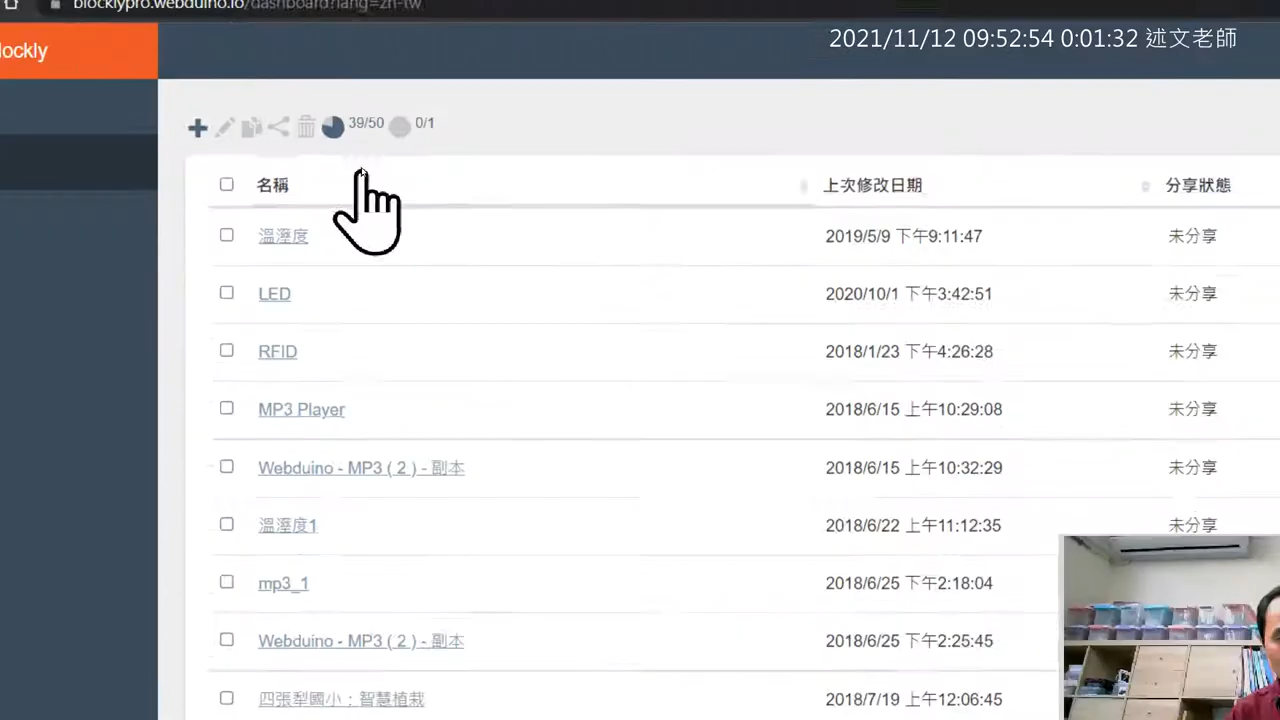 blocklypro.webduino.io/dashboard?lang=zh-tw
lockly
2021/11/12 09:52:54 0:01:32 述文老師
39/50 0/1
名稱 上次修改日期 分享狀態
溫溼度 2019/5/9 下午9:11:47 未分享
LED 2020/10/1 下午3:42:51 未分享
RFID 2018/1/23 下午4:26:28 未分享
MP3 Player 2018/6/15 上午10:29:08 未分享
Webduino - MP3 ( 2 ) - 副本 2018/6/15 上午10:32:29 未分享
溫溼度1 2018/6/22 上午11:12:35 未分享
mp3_1 2018/6/25 下午2:18:04
Webduino - MP3 ( 2 ) - 副本 2018/6/25 下午2:25:45
四張犁國小：智慧植栽 2018/7/19 上午12:06:45